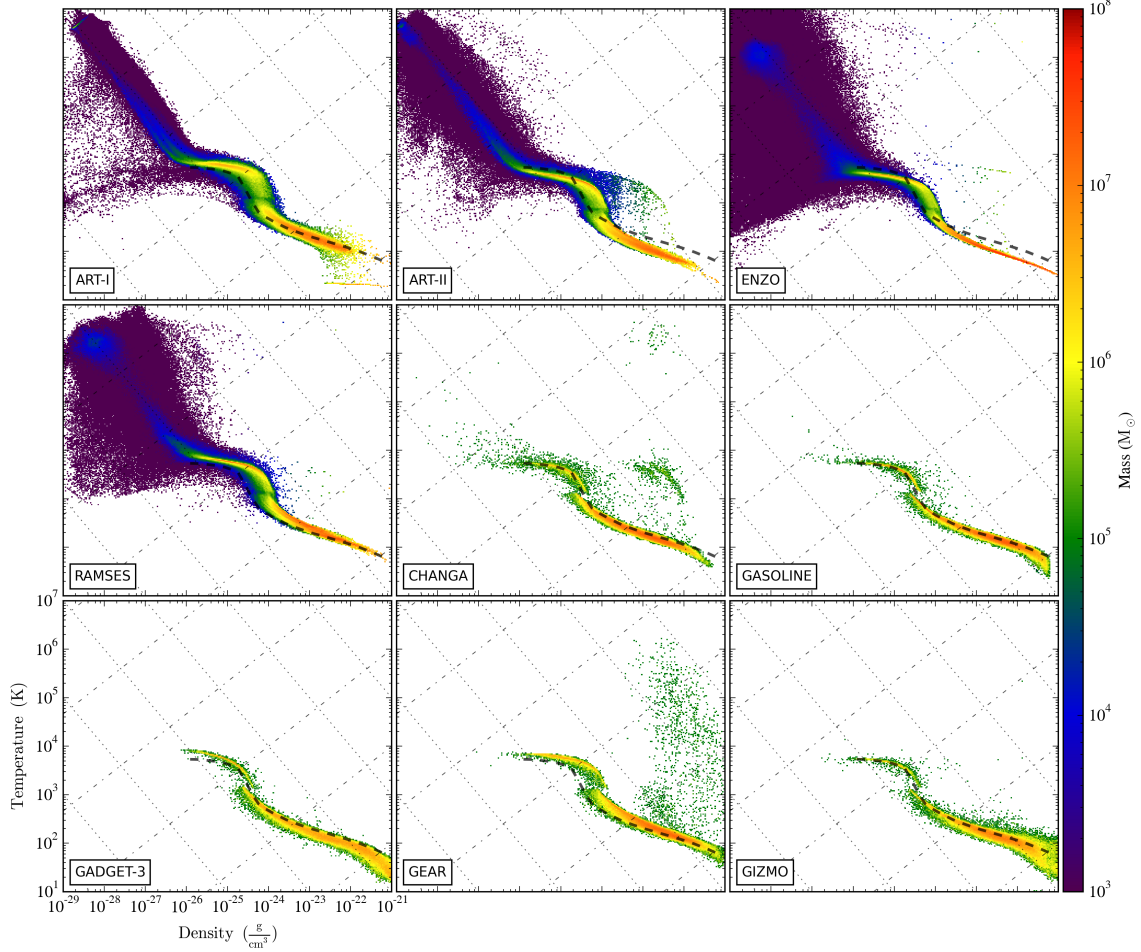 ART-I
ART-II
ENZO
RAMSES
CHANGA
GASOLINE
GADGET-3
GEAR
GIZMO
10^7
10^6
10^5
10^4
10^3
10^2
10^1
Temperature (K)
10^-29 10^-28 10^-27 10^-26 10^-25 10^-24 10^-23 10^-22 10^-21
Density (g/cm^3)
10^8
10^7
10^6
10^5
10^4
10^3
Mass (M_⊙)